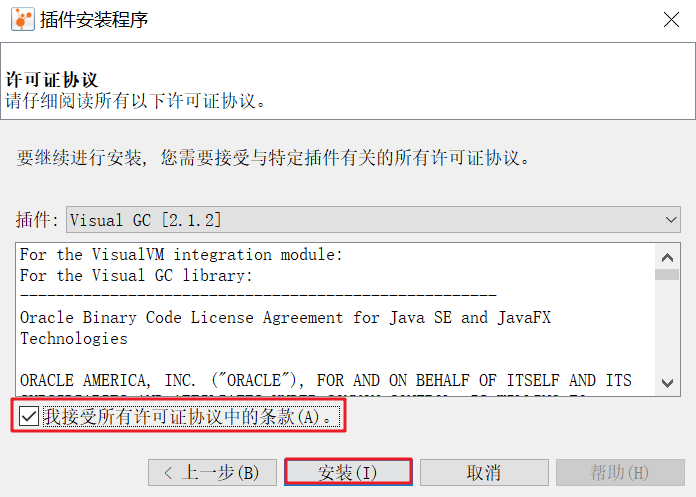 插件安装程序
许可证协议
请仔细阅读所有以下许可证协议。
要继续进行安装, 您需要接受与特定插件有关的所有许可证协议。
插件: Visual GC [2.1.2]
For the VisualVM integration module:
For the Visual GC library:
------------------------------------------------------
Oracle Binary Code License Agreement for Java SE and JavaFX
Technologies
ORACLE AMERICA, INC. ("ORACLE"), FOR AND ON BEHALF OF ITSELF AND ITS
我接受所有许可证协议中的条款(A)。
< 上一步(B) 安装(I) 取消 帮助(H)